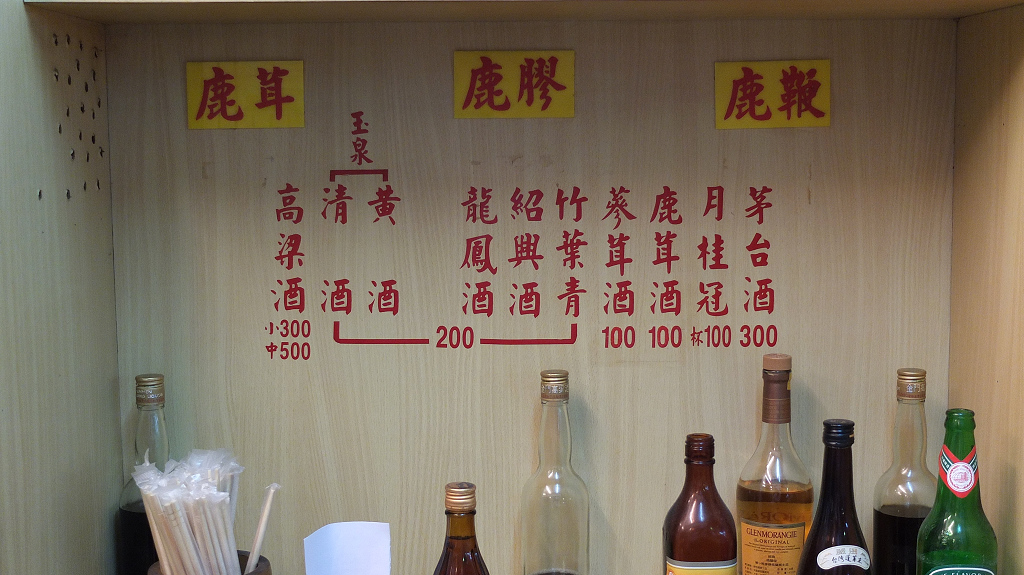 鹿茸
鹿膠
鹿鞭
玉泉
高粱酒
清酒
黄酒
龍鳳酒
紹興酒
竹葉青
蔘茸酒
鹿茸酒
月桂冠
茅台酒
小300
中500
200
100
100
杯100
300
GLENMORANGIE
ORIGINAL